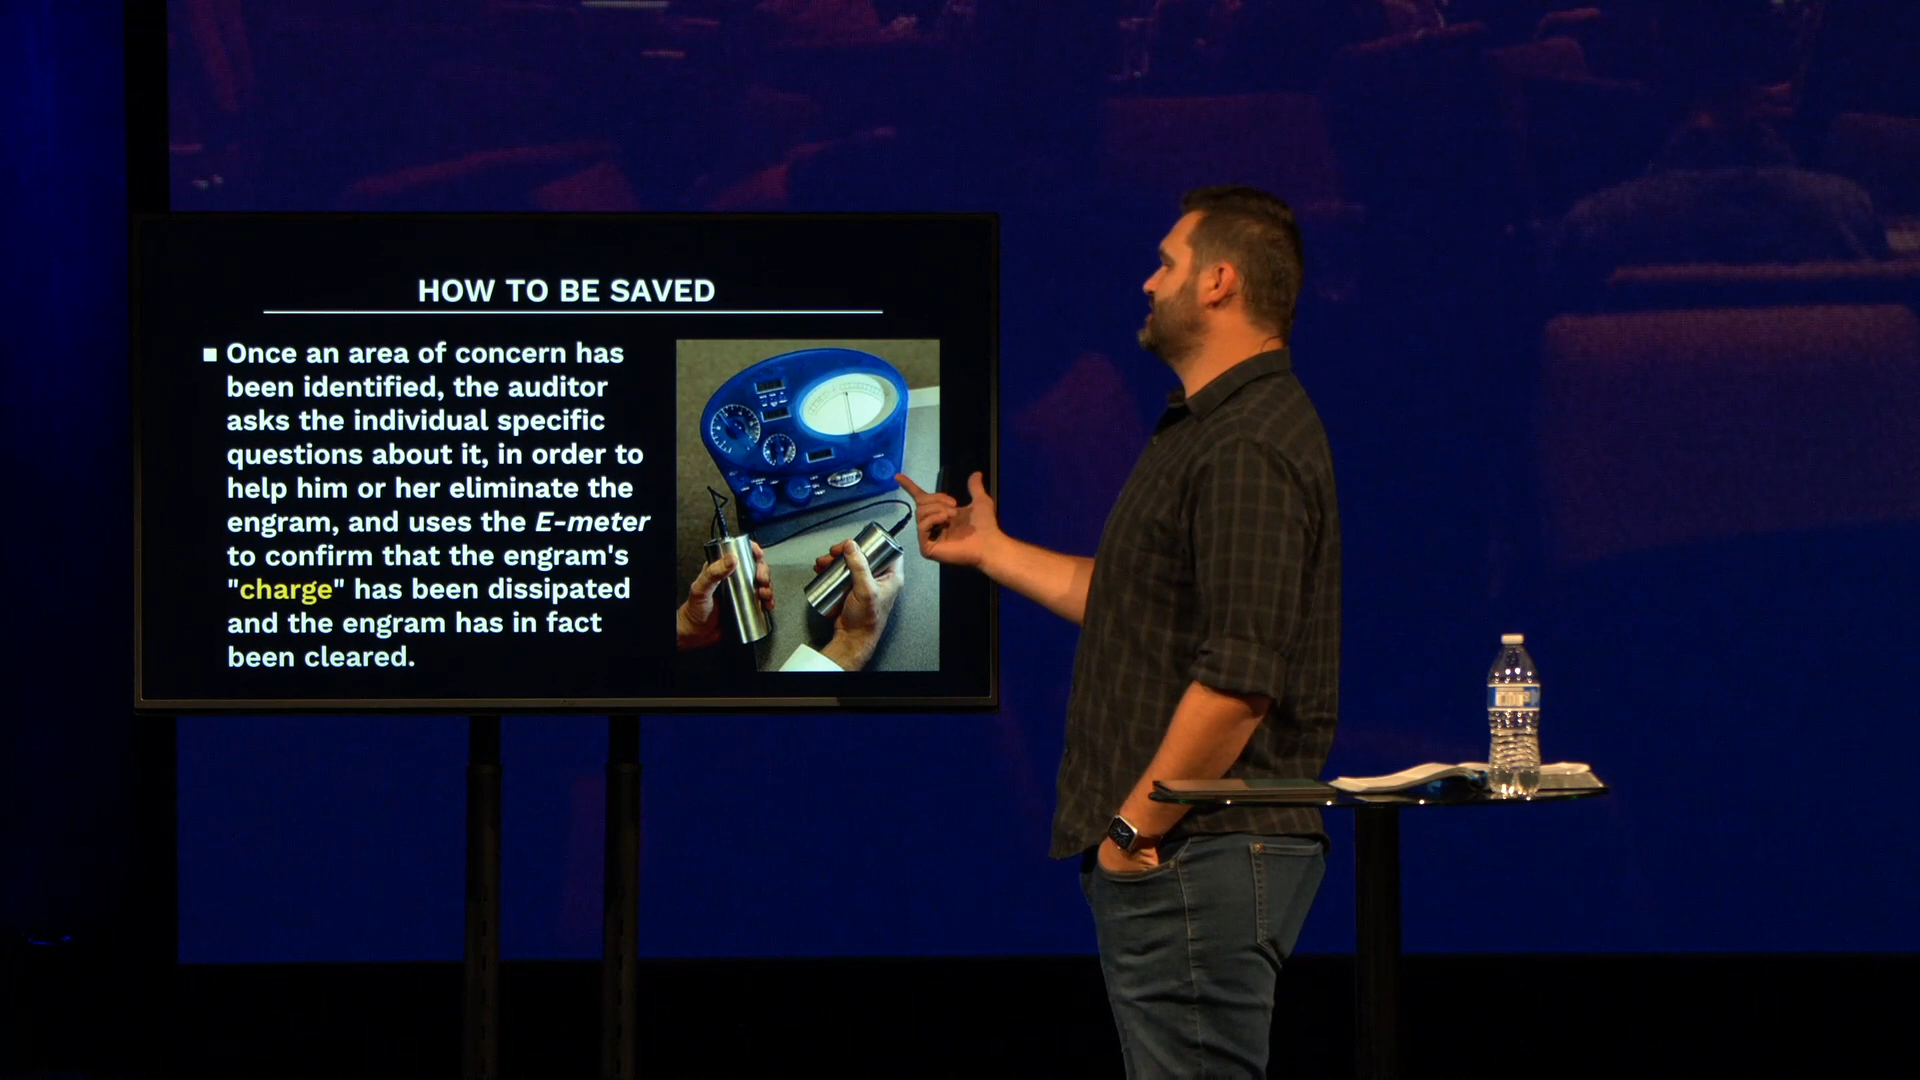 HOW TO BE SAVED
■ Once an area of concern has
been identified, the auditor
asks the individual specific
questions about it, in order to
help him or her eliminate the
engram, and uses the E-meter
to confirm that the engram's
"charge" has been dissipated
and the engram has in fact
been cleared.